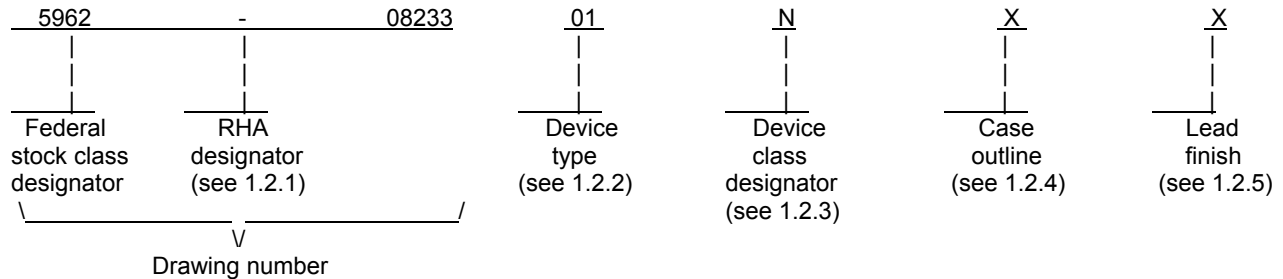 5962 - 08233 01 N X X
Federal RHA Device Device Case Lead
stock class designator type class outline finish
designator (see 1.2.1) (see 1.2.2) designator (see 1.2.4) (see 1.2.5)
(see 1.2.3)
Drawing number